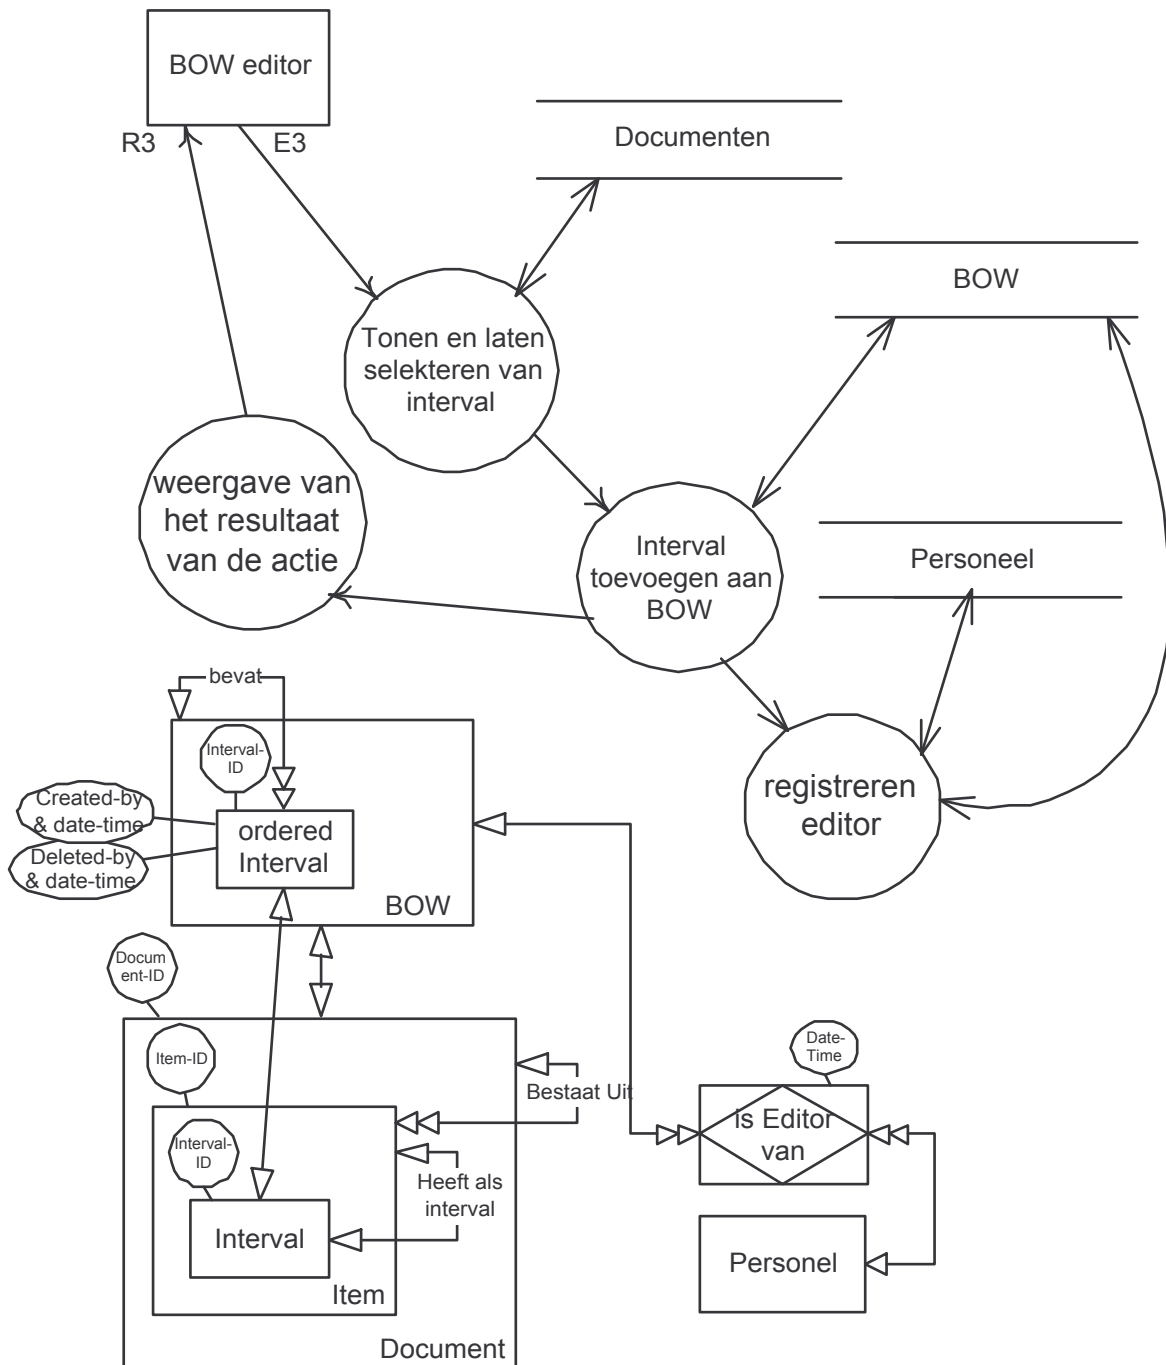 BOW editor
R3
E3
Documenten
BOW
Tonen en laten
selekteren van
interval
weergave van
het resultaat
van de actie
Interval
toevoegen aan
BOW
Personeel
registreren
editor
bevat
Interval-
ID
Created-by
& date-time
Deleted-by
& date-time
ordered
Interval
BOW
Docum
ent-ID
Item-ID
Interval-
ID
Bestaat Uit
Heeft als
interval
Interval
Item
Document
Date-
Time
is Editor
van
Personel